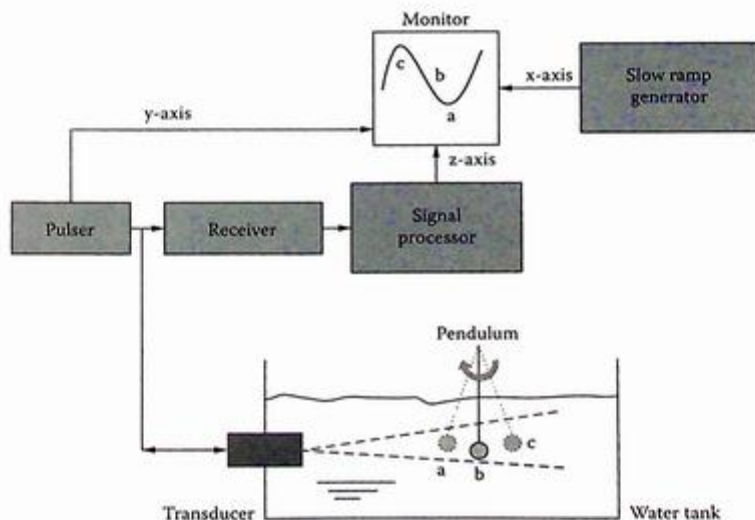 Monitor
c
b
a
x-axis
Slow ramp
generator
y-axis
z-axis
Pulser
Receiver
Signal
processor
Pendulum
a
b
c
Transducer
Water tank